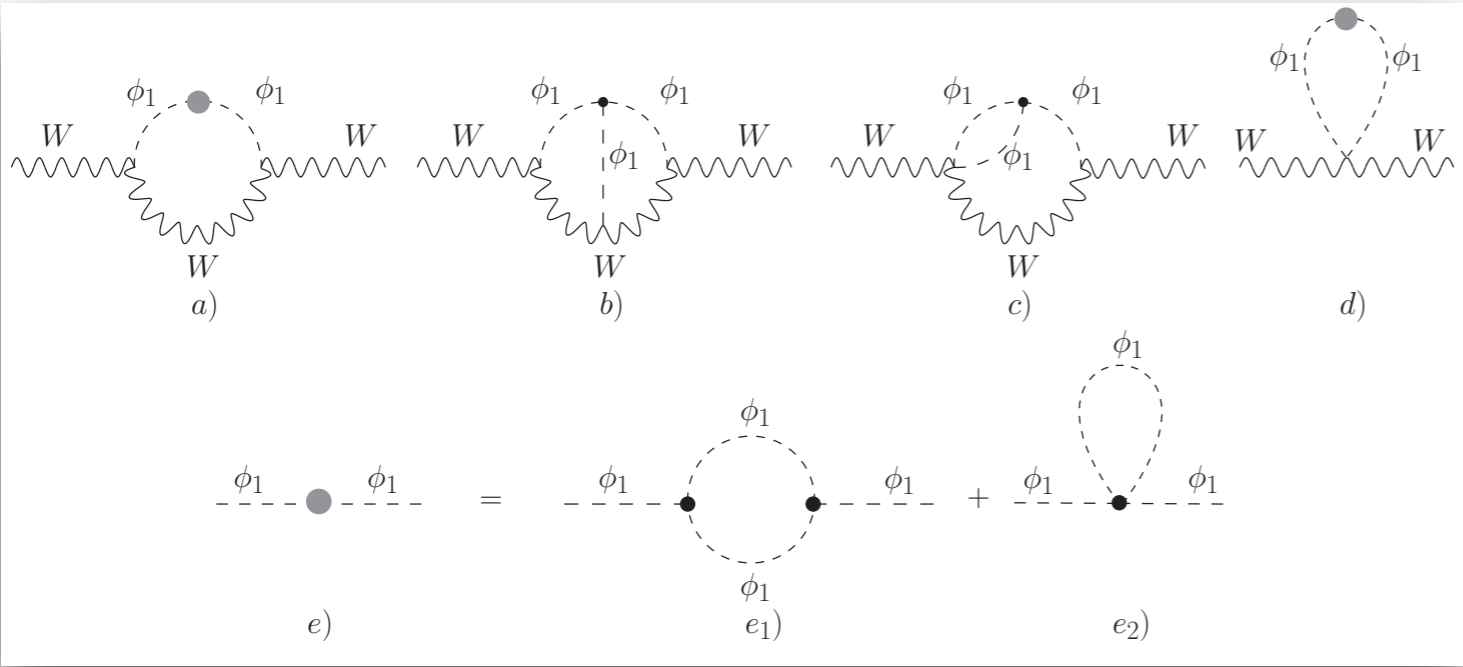 ϕ₁ ϕ₁ ϕ₁ ϕ₁ ϕ₁ ϕ₁ ϕ₁ ϕ₁
W W W W W W W W
ϕ₁ ϕ₁
W W W
a) b) c) d)
ϕ₁
ϕ₁
ϕ₁ ϕ₁ = ϕ₁ ϕ₁ + ϕ₁ ϕ₁
ϕ₁
e) e₁) e₂)